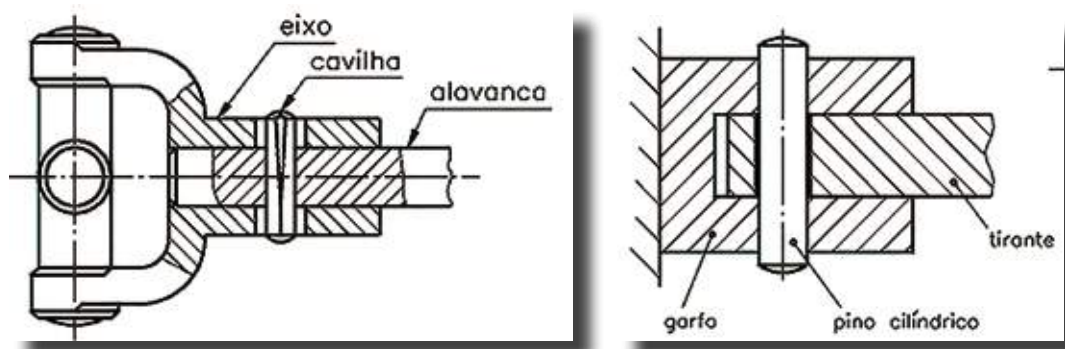 eixo
cavilha
alavanca
tirante
garfo
pino cilíndrico